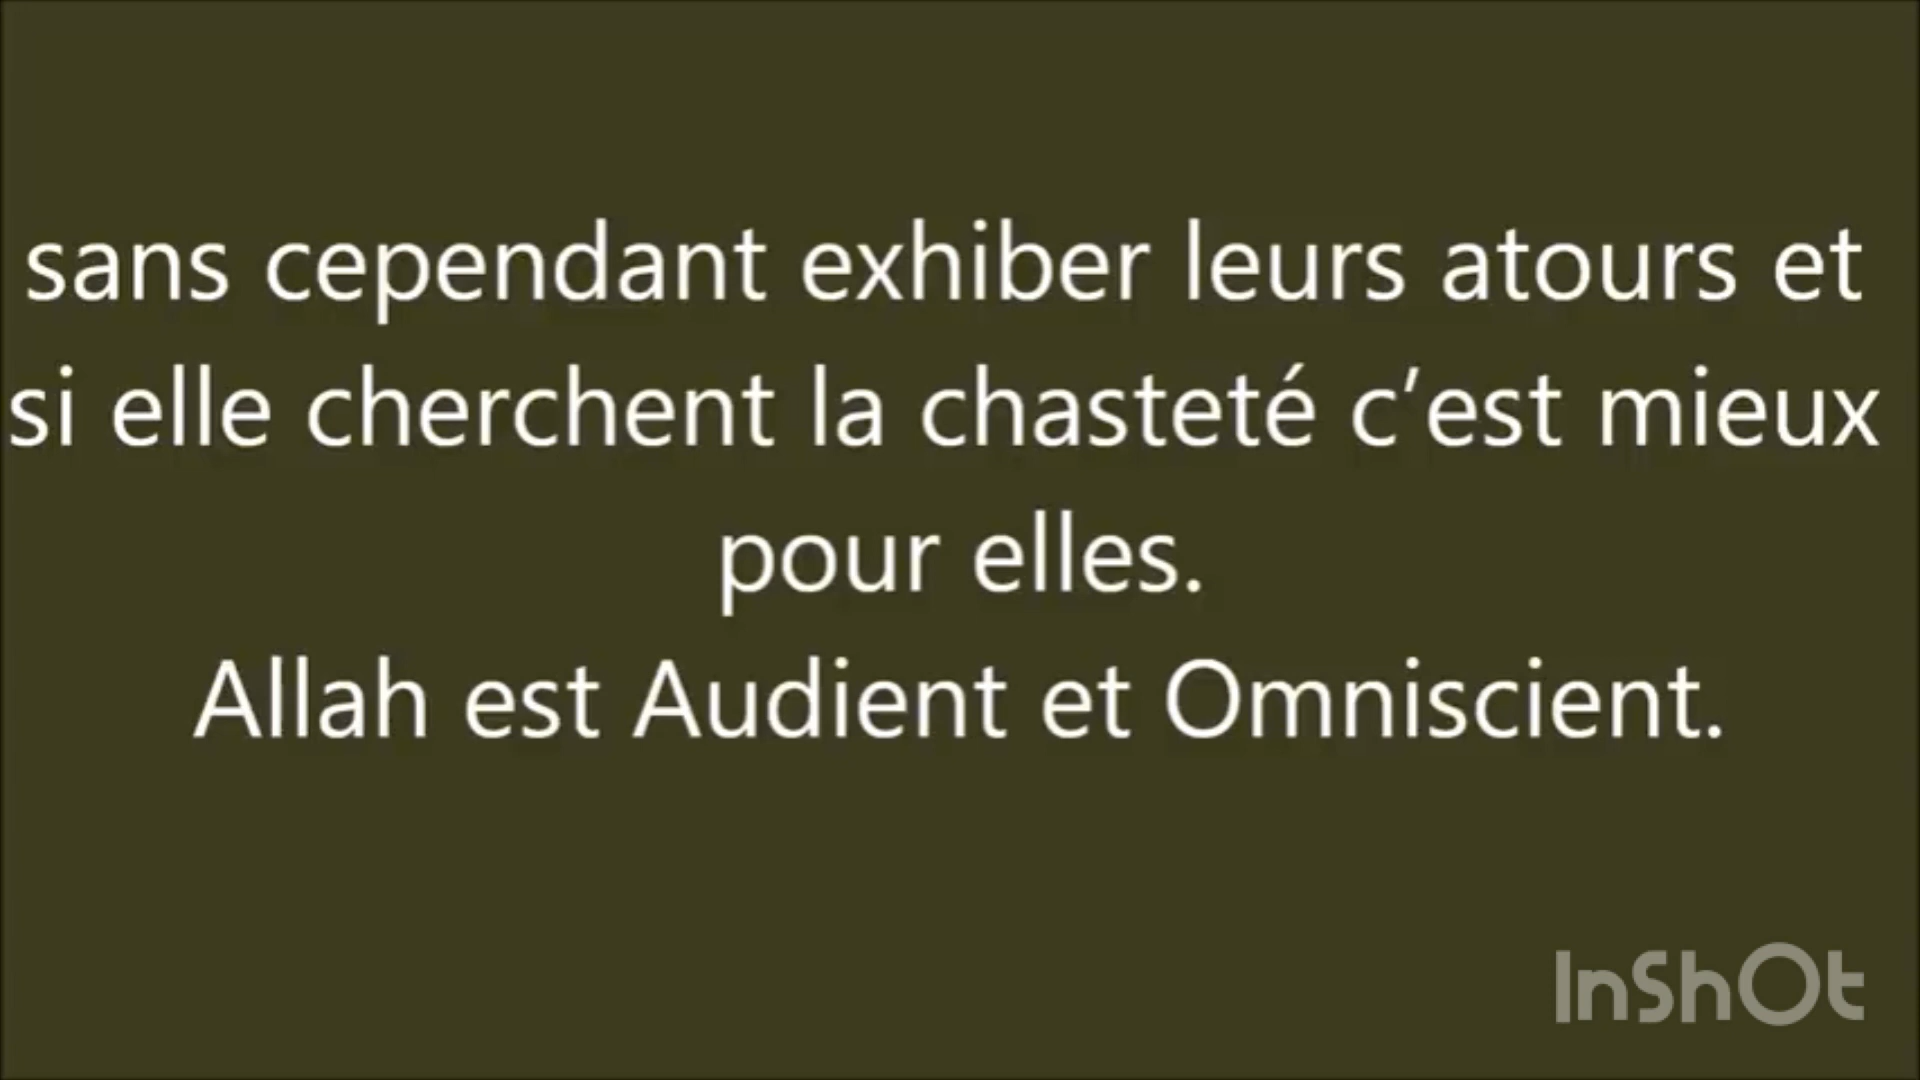 sans cependant exhiber leurs atours et
si elle cherchent la chasteté c’est mieux
pour elles.
Allah est Audient et Omniscient.
InShOt